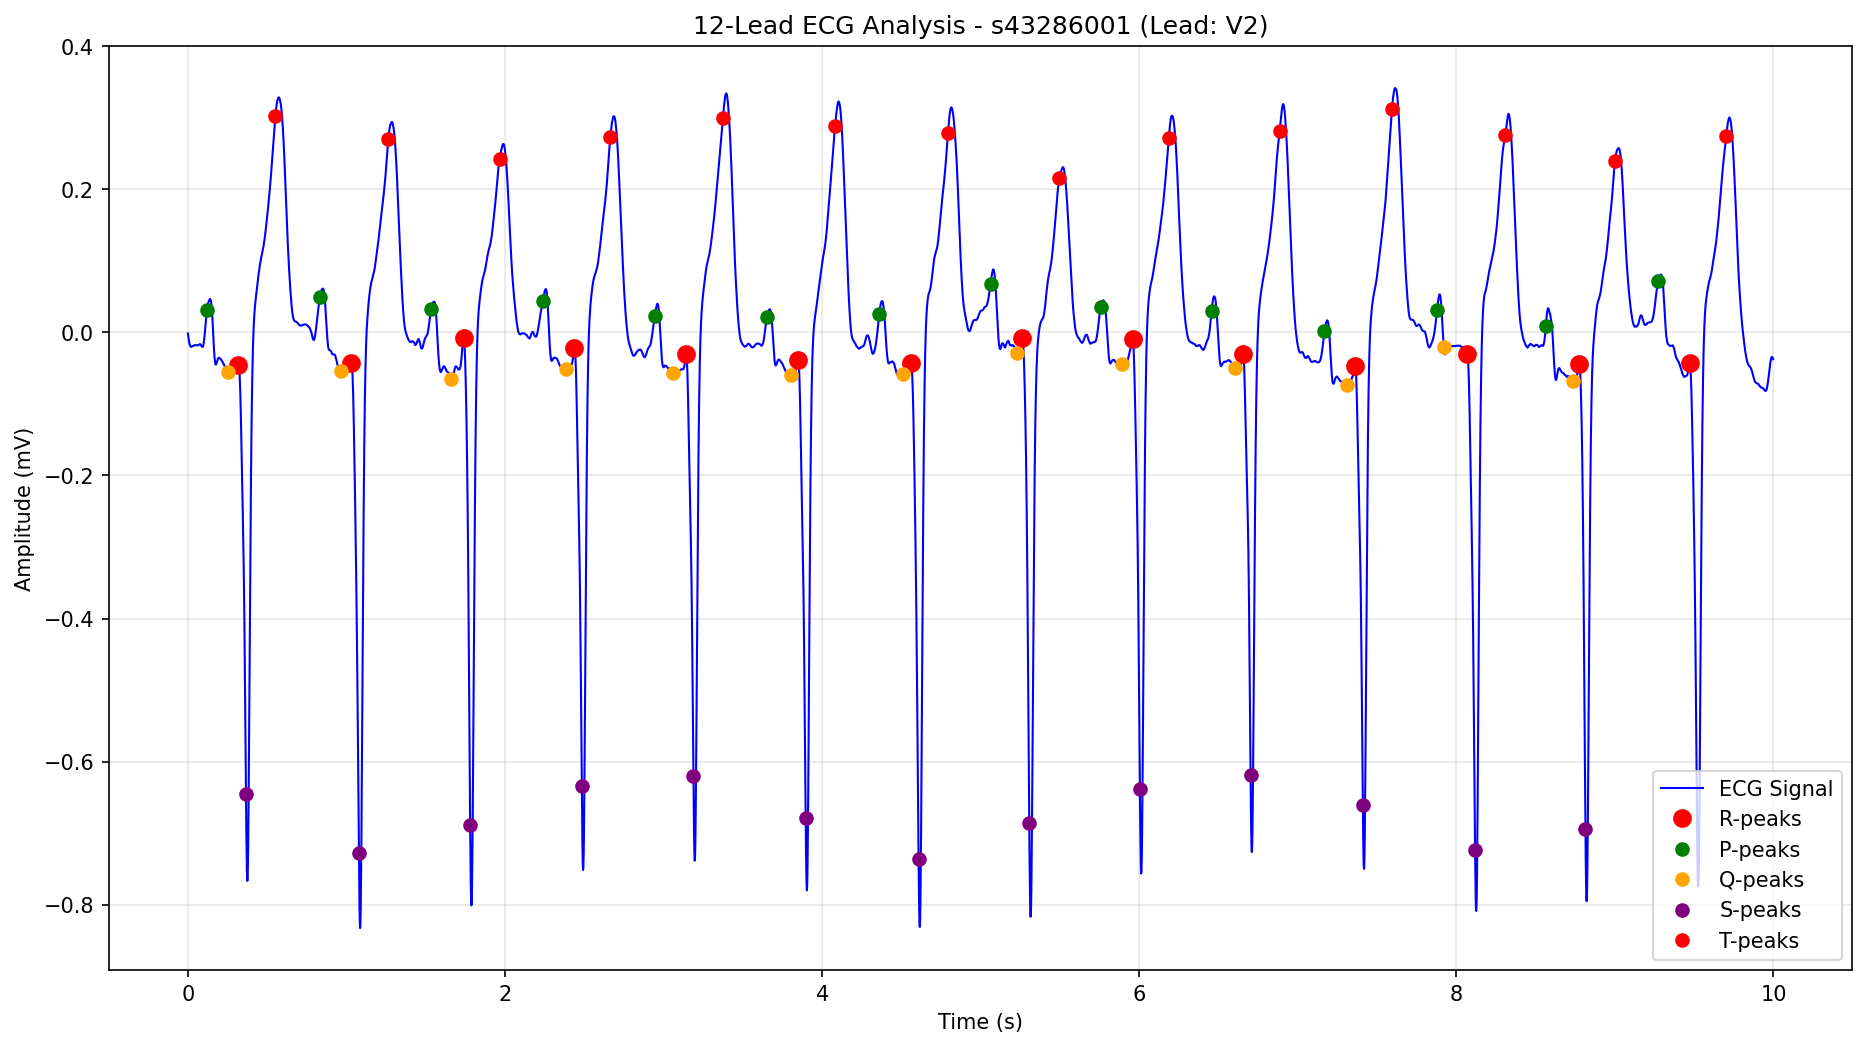 12-Lead ECG Analysis - s43286001 (Lead: V2)
0.4
0.2
0.0
−0.2
−0.4
−0.6
−0.8
Amplitude (mV)
0 2 4 6 8 10
Time (s)
ECG Signal
R-peaks
P-peaks
Q-peaks
S-peaks
T-peaks